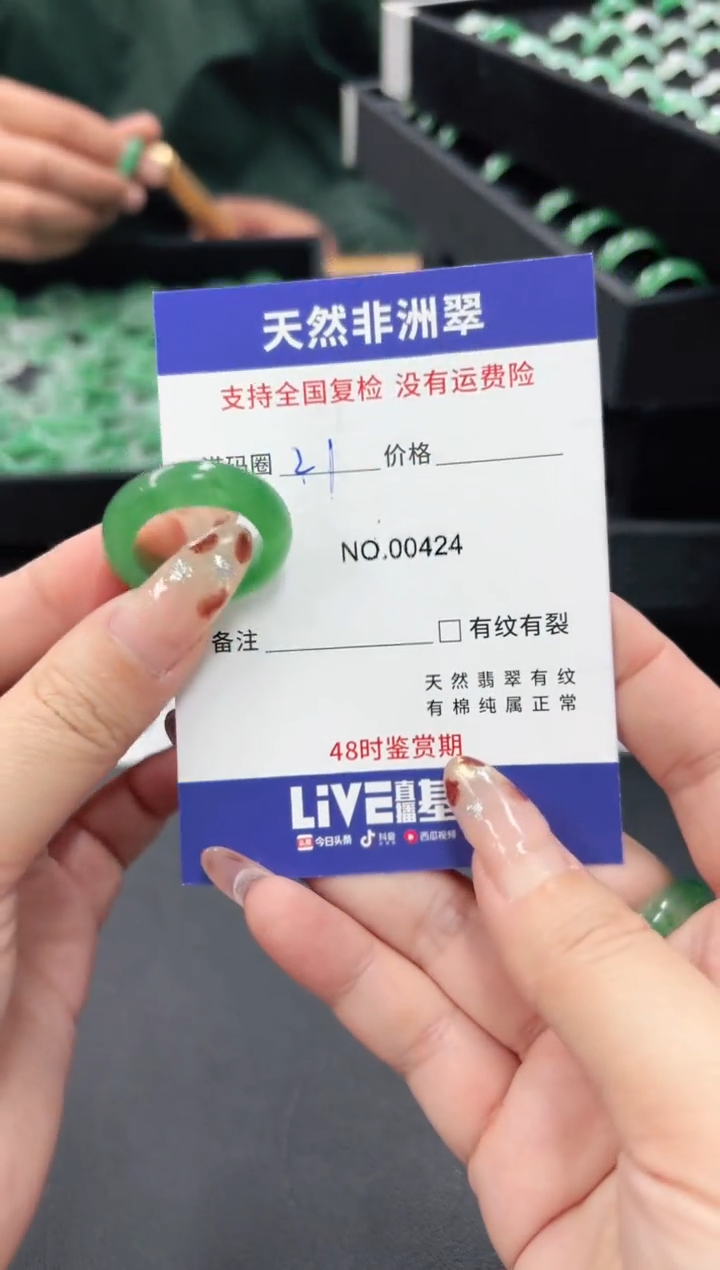 天然非洲翠
支持全国复检 没有运费险
港码圈 21 价格
NO.00424
备注 有纹有裂
天然翡翠有纹
有棉纯属正常
48时鉴赏期
LiVE直播基
今日头条 抖音 西瓜视频